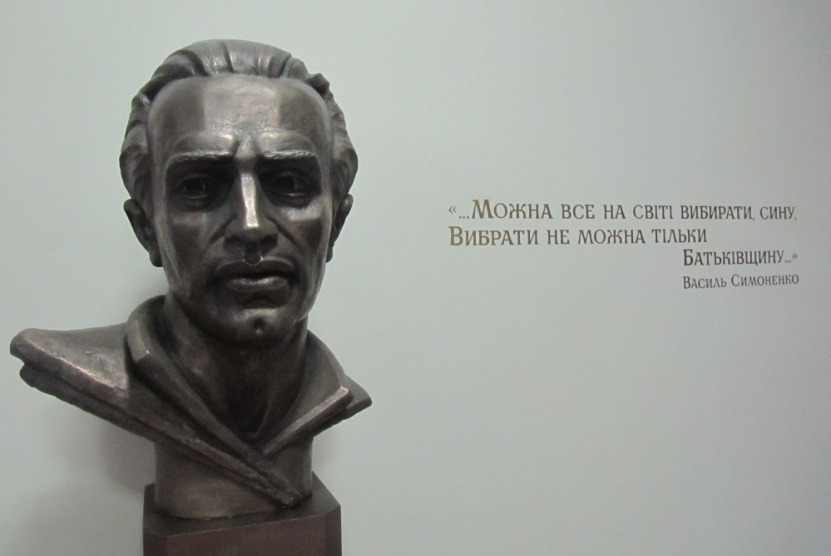 «...Можна все на світі вибирати, сину,
Вибрати не можна тільки
Батьківщину...»
Василь Симоненко